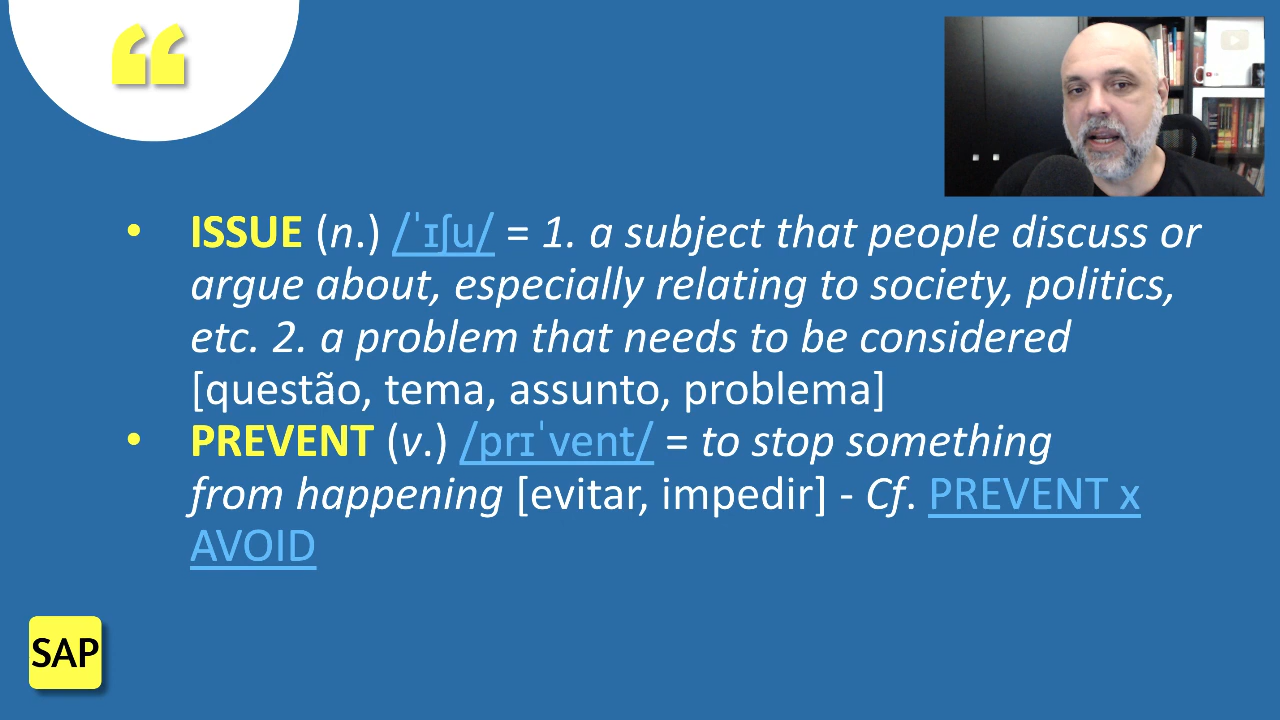 • ISSUE (n.) /ˈɪʃu/ = 1. a subject that people discuss or
argue about, especially relating to society, politics,
etc. 2. a problem that needs to be considered
[questão, tema, assunto, problema]
• PREVENT (v.) /prɪˈvent/ = to stop something
from happening [evitar, impedir] - Cf. PREVENT x
AVOID
SAP